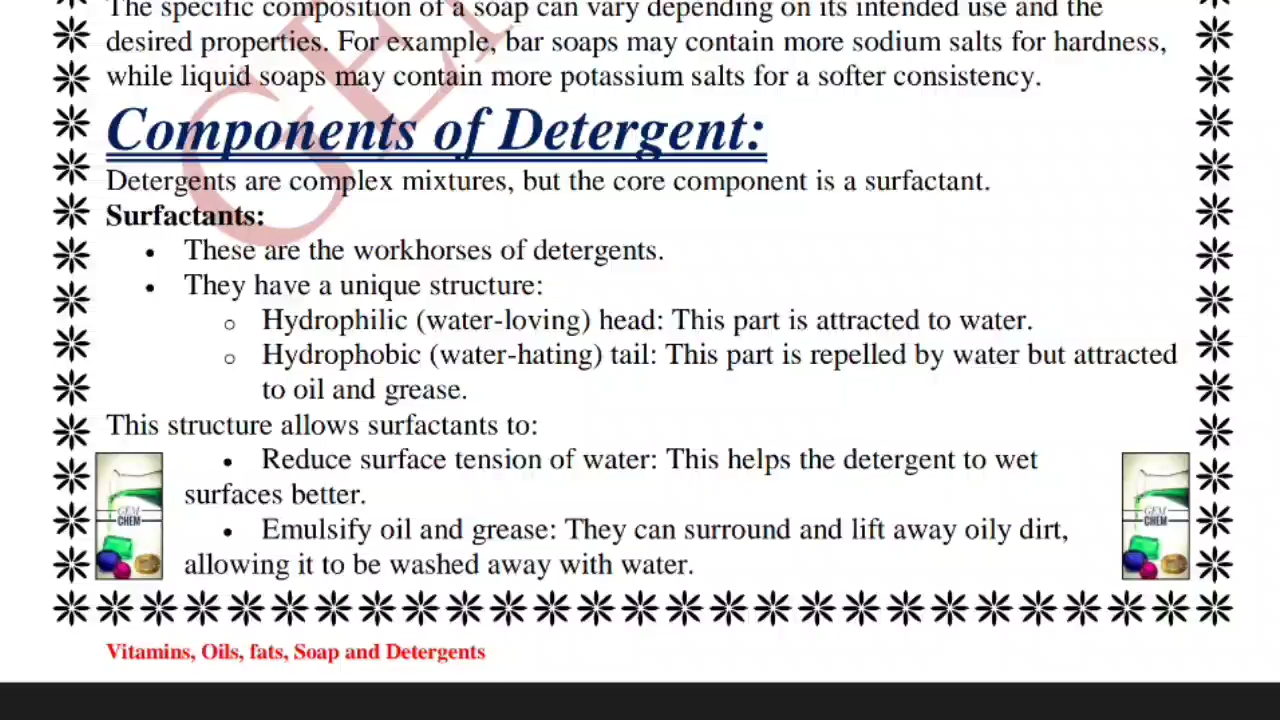 The specific composition of a soap can vary depending on its intended use and the
desired properties. For example, bar soaps may contain more sodium salts for hardness,
while liquid soaps may contain more potassium salts for a softer consistency.
Components of Detergent:
Detergents are complex mixtures, but the core component is a surfactant.
Surfactants:
• These are the workhorses of detergents.
• They have a unique structure:
o Hydrophilic (water-loving) head: This part is attracted to water.
o Hydrophobic (water-hating) tail: This part is repelled by water but attracted
to oil and grease.
This structure allows surfactants to:
• Reduce surface tension of water: This helps the detergent to wet
surfaces better.
• Emulsify oil and grease: They can surround and lift away oily dirt,
allowing it to be washed away with water.
GEM
CHEM
GEM
CHEM
Vitamins, Oils, fats, Soap and Detergents